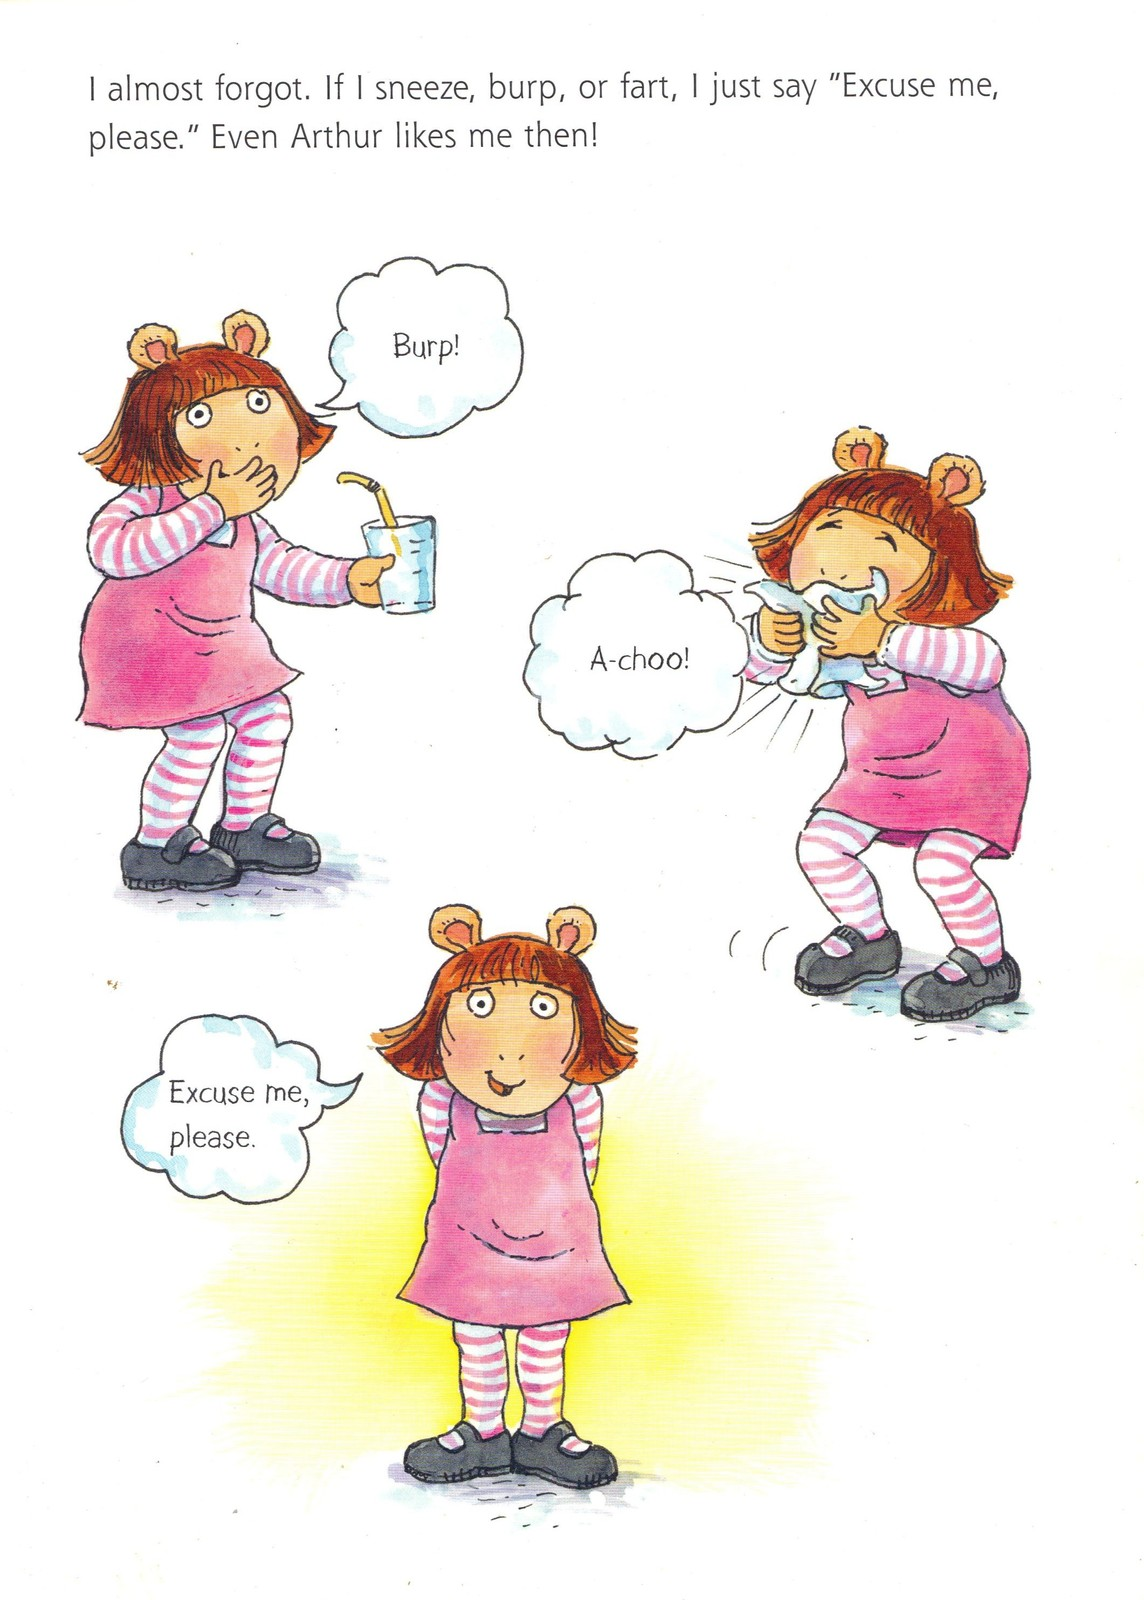 I almost forgot. If I sneeze, burp, or fart, I just say "Excuse me,
please." Even Arthur likes me then!
Burp!
A-choo!
Excuse me,
please.